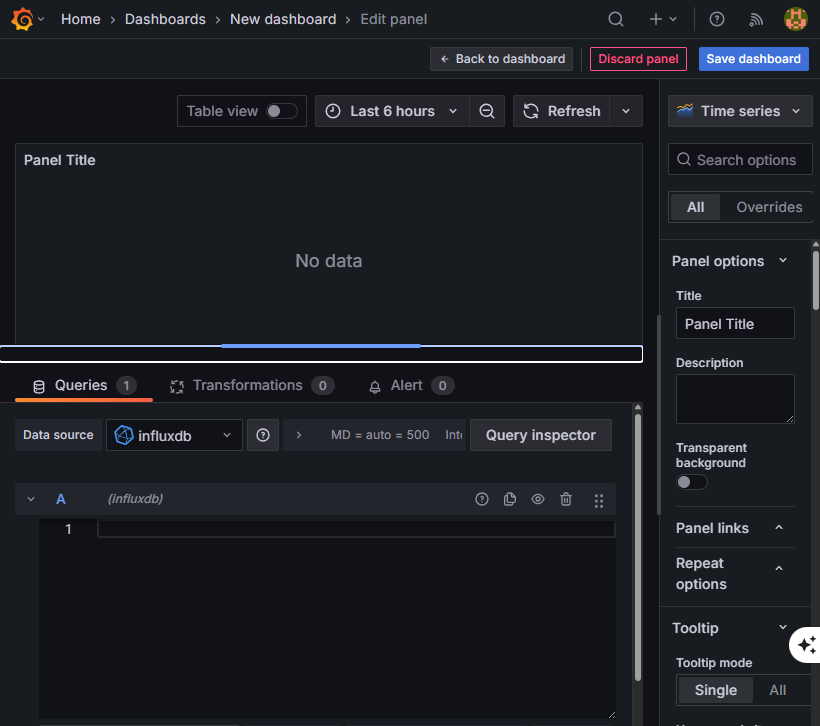 Home › Dashboards › New dashboard › Edit panel
← Back to dashboard Discard panel Save dashboard
Table view Last 6 hours Refresh Time series
Panel Title
No data
Search options
All Overrides
Panel options
Title
Panel Title
Description
Transparent
background
Panel links
Repeat
options
Tooltip
Tooltip mode
Single All
Queries 1 Transformations 0 Alert 0
Data source influxdb MD = auto = 500 Query inspector
A (influxdb)
1